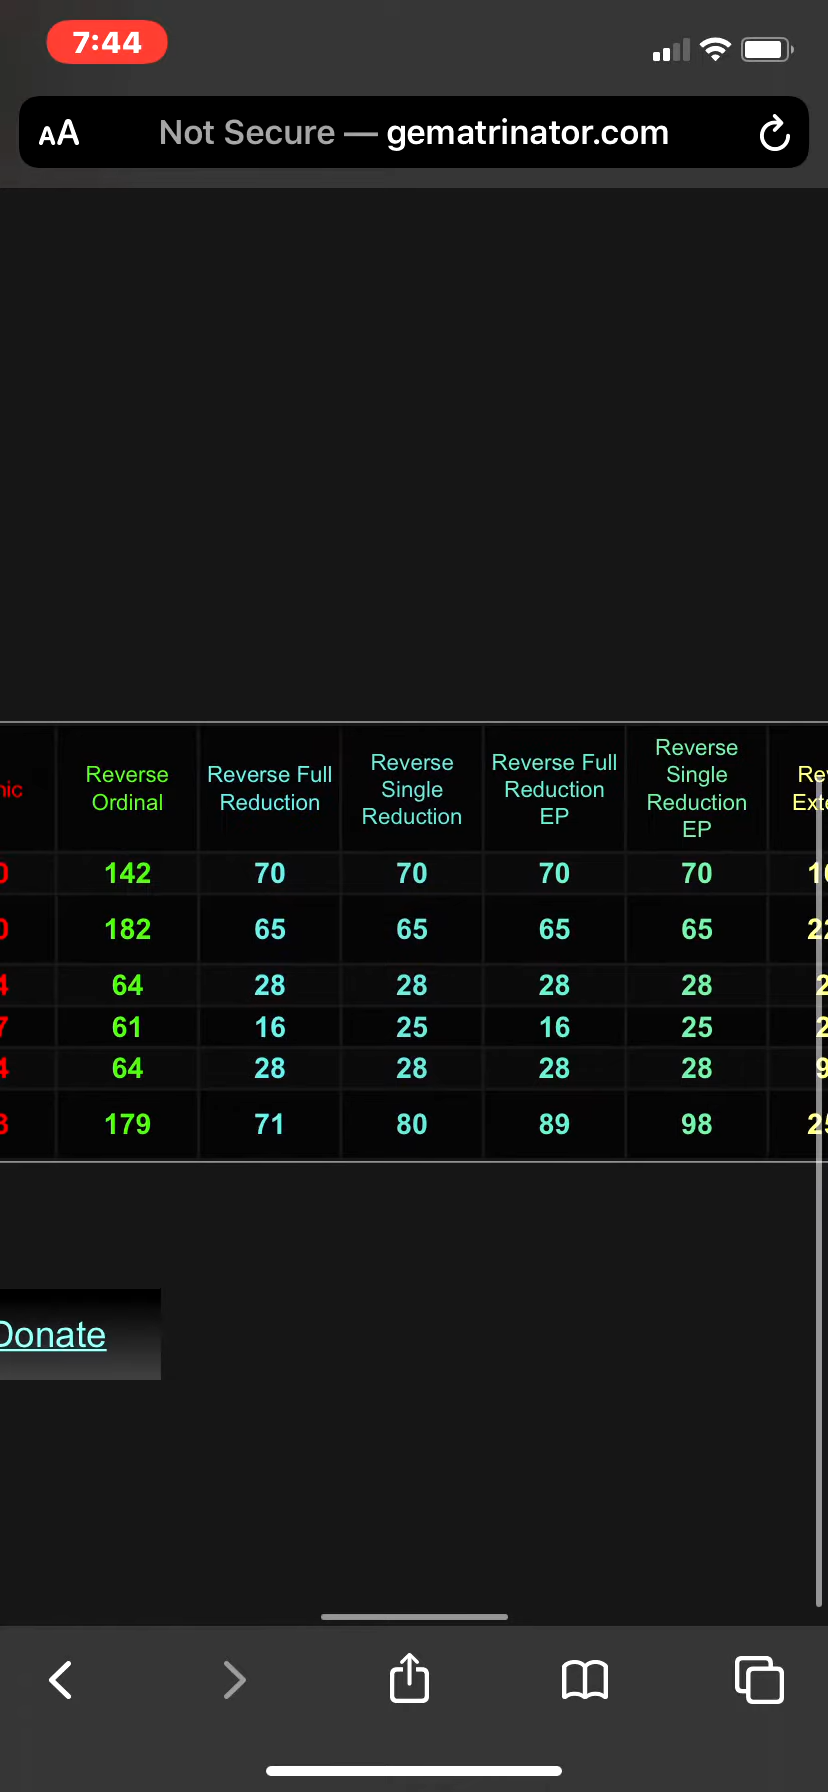 7:44
AA Not Secure — gematrinator.com
Reverse Ordinal Reverse Full Reduction Reverse Single Reduction Reverse Full Reduction EP Reverse Single Reduction EP
142 70 70 70 70
182 65 65 65 65
64 28 28 28 28
61 16 25 16 25
64 28 28 28 28
179 71 80 89 98
Donate